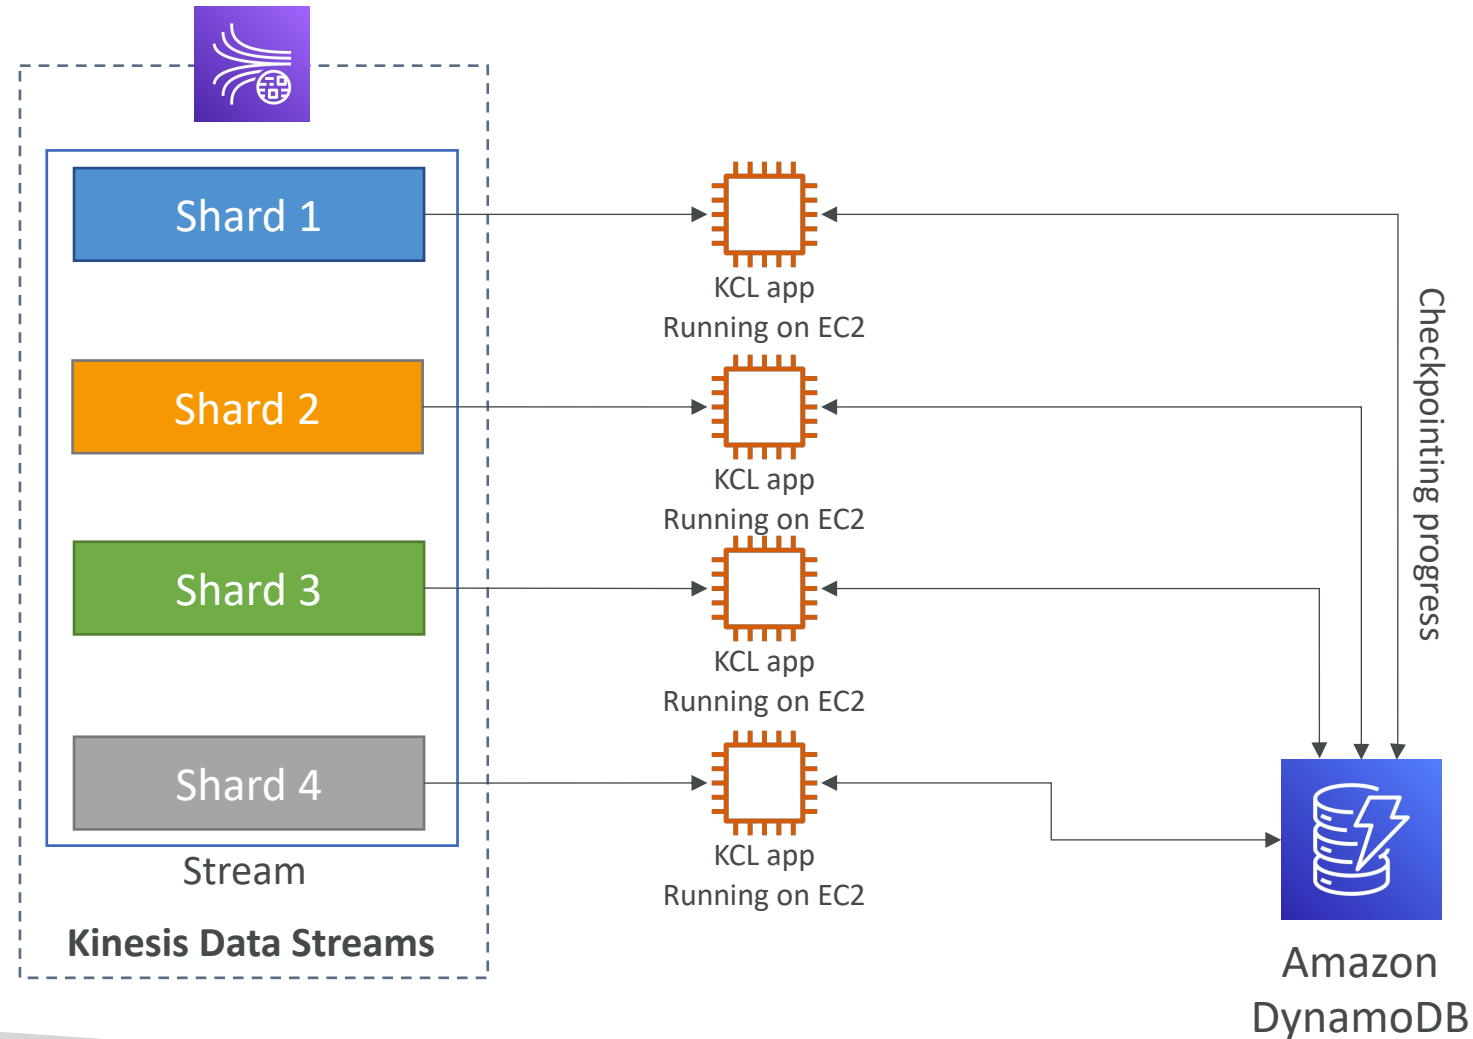 Shard 1
KCL app
Running on EC2
Shard 2
KCL app
Running on EC2
Shard 3
KCL app
Running on EC2
Shard 4
KCL app
Running on EC2
Stream
Kinesis Data Streams
Checkpointing progress
Amazon
DynamoDB